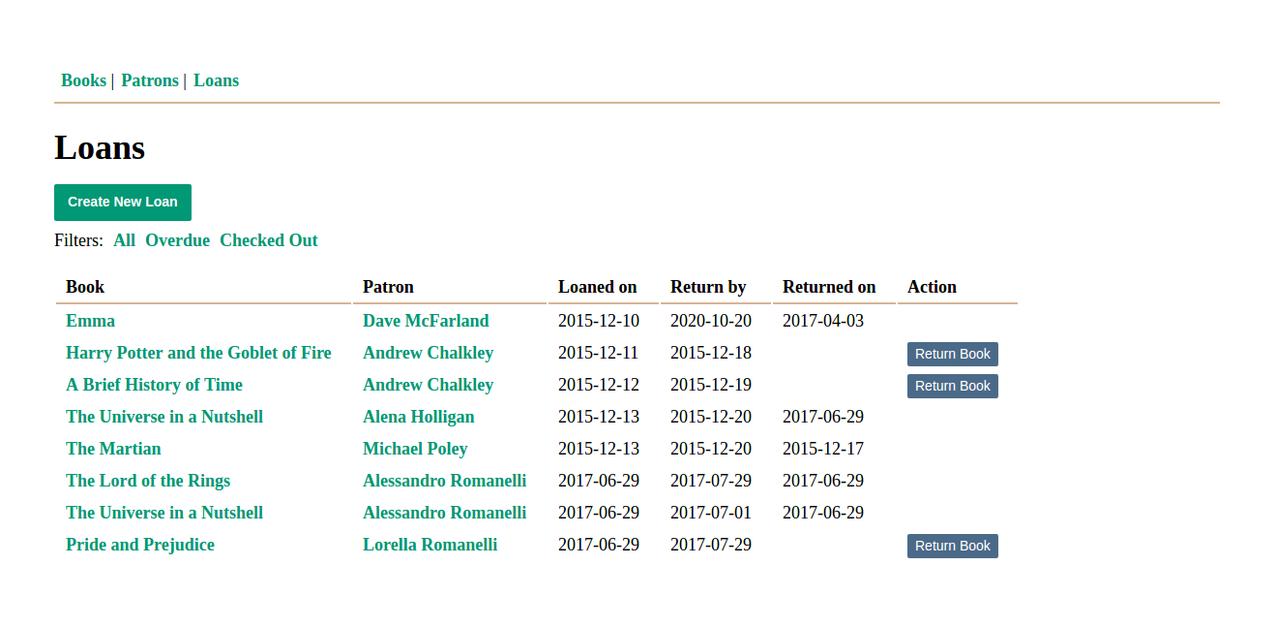 Books | Patrons | Loans
Loans
Create New Loan
Filters: All Overdue Checked Out
Book Patron Loaned on Return by Returned on Action
Emma Dave McFarland 2015-12-10 2020-10-20 2017-04-03
Harry Potter and the Goblet of Fire Andrew Chalkley 2015-12-11 2015-12-18 Return Book
A Brief History of Time Andrew Chalkley 2015-12-12 2015-12-19 Return Book
The Universe in a Nutshell Alena Holligan 2015-12-13 2015-12-20 2017-06-29
The Martian Michael Poley 2015-12-13 2015-12-20 2015-12-17
The Lord of the Rings Alessandro Romanelli 2017-06-29 2017-07-29 2017-06-29
The Universe in a Nutshell Alessandro Romanelli 2017-06-29 2017-07-01 2017-06-29
Pride and Prejudice Lorella Romanelli 2017-06-29 2017-07-29 Return Book